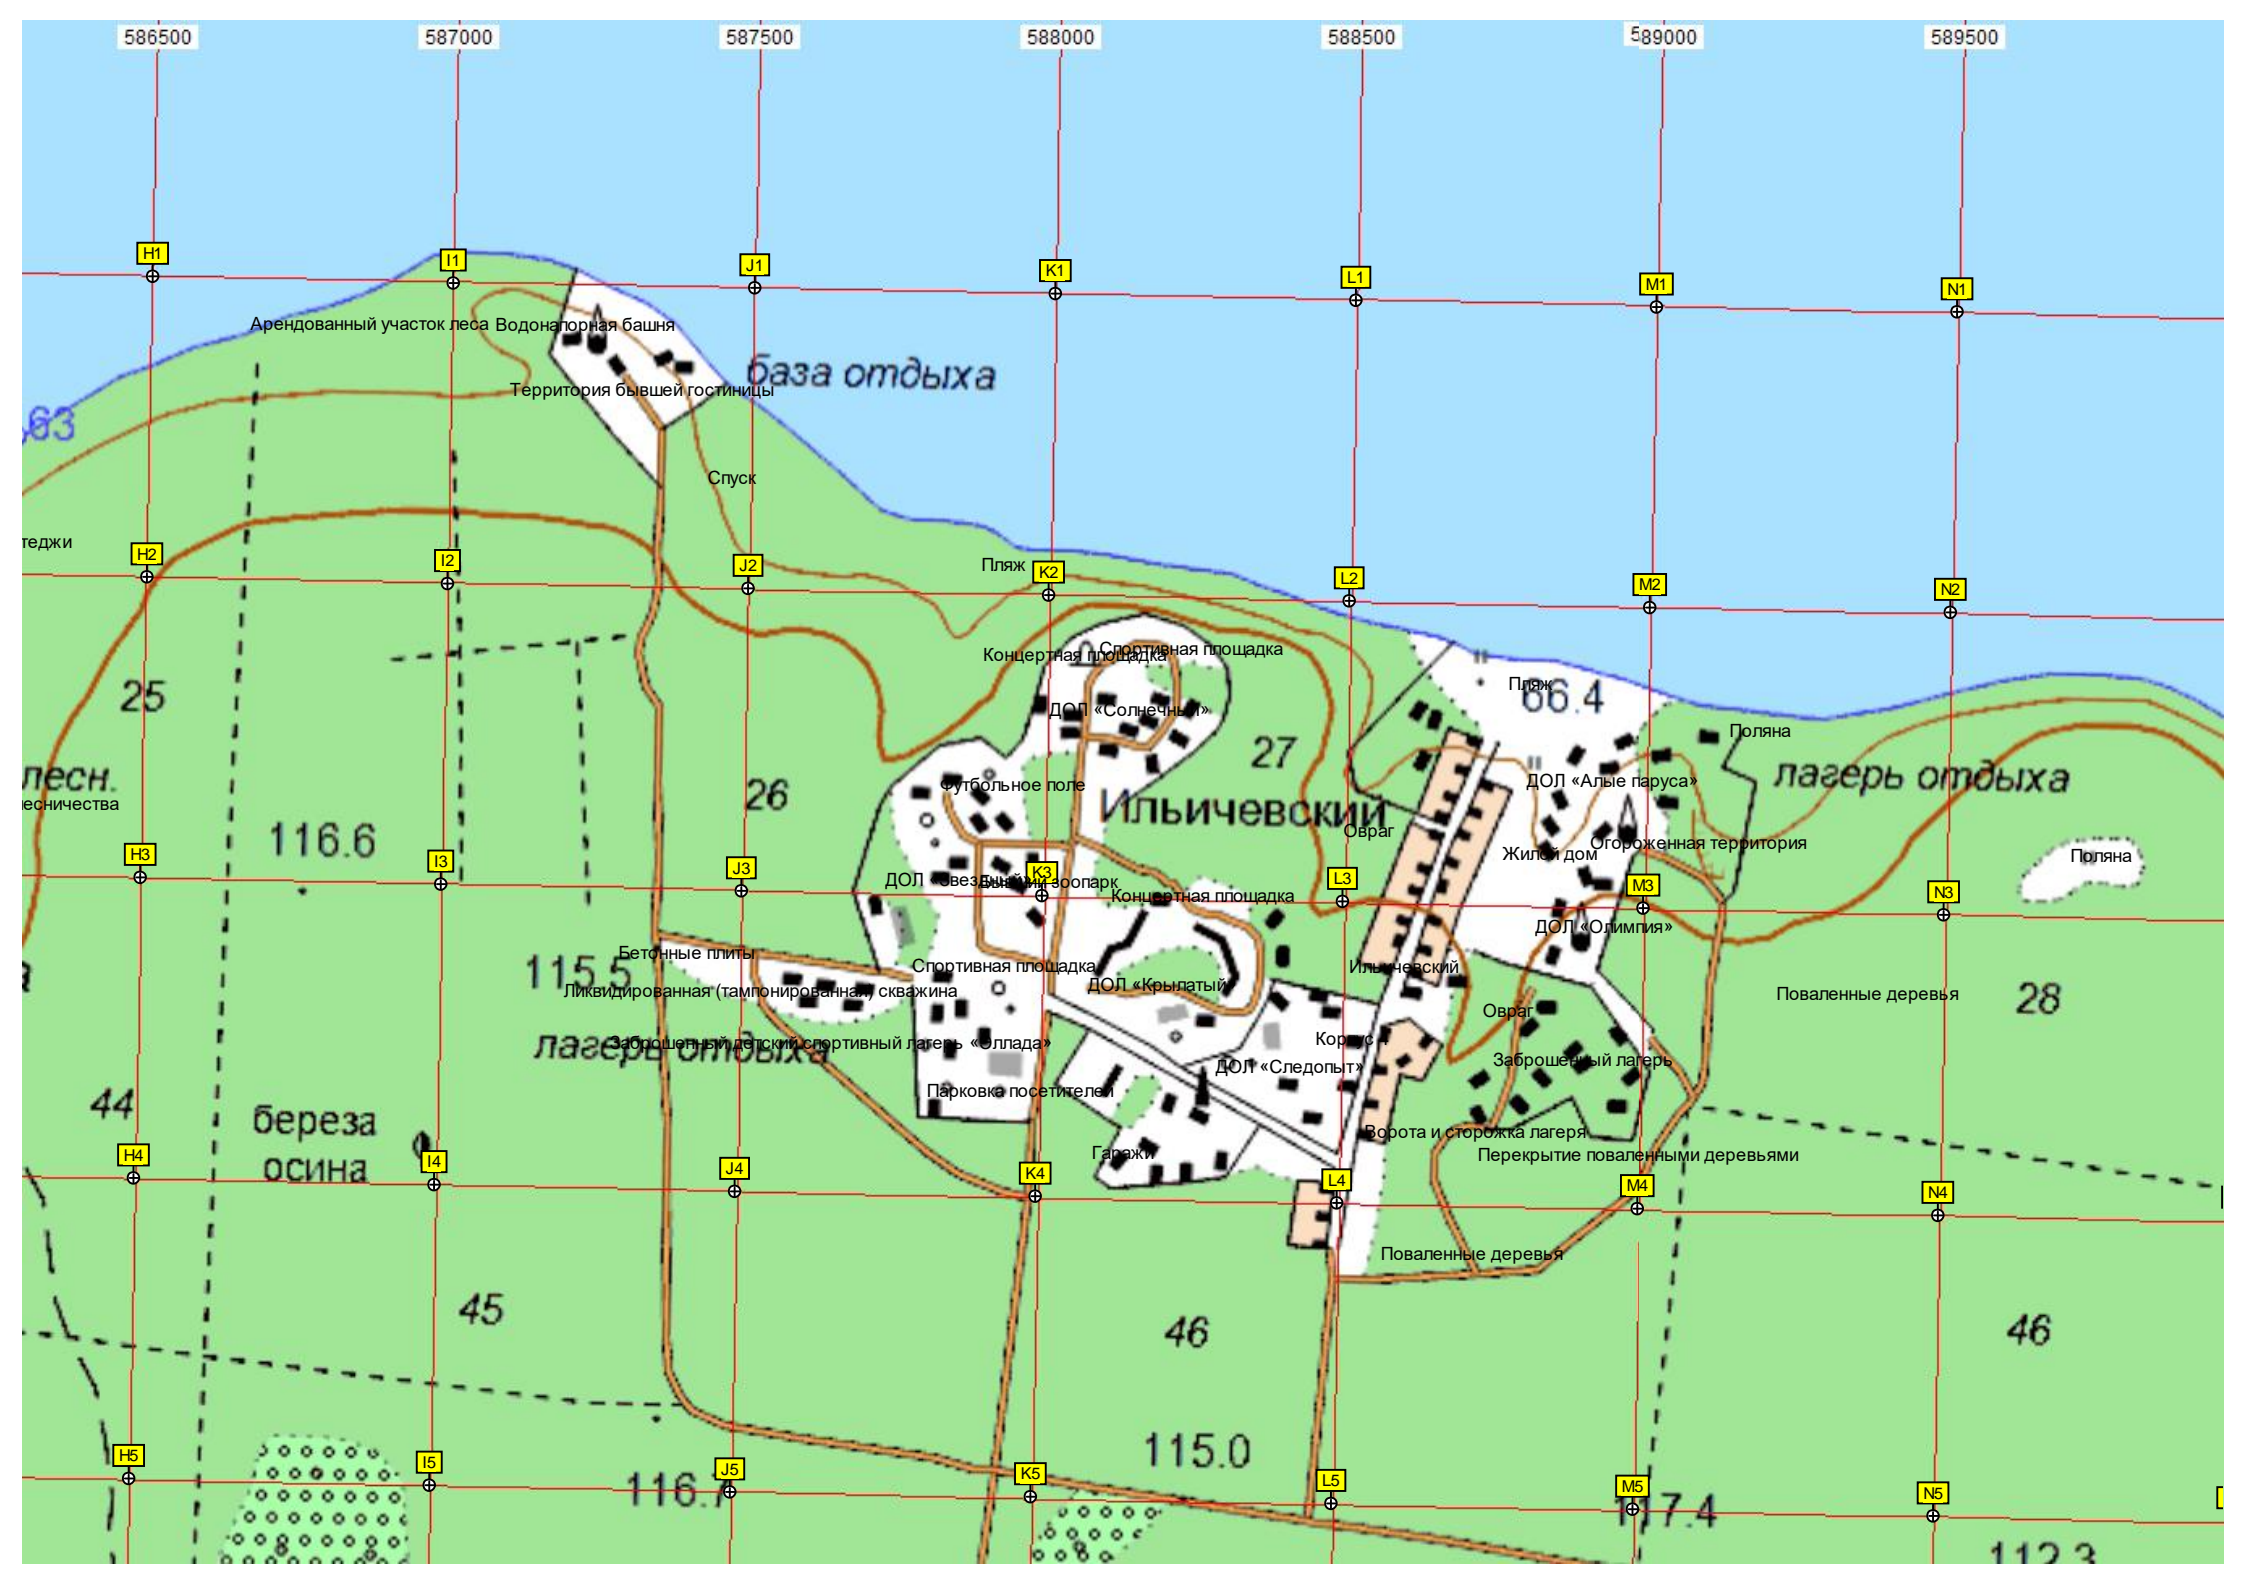 586500 587000 587500 588000 588500 589000 589500
H1 I1 J1 K1 L1 M1 N1
Арендованный участок леса
Водонапорная башня
база отдыха
Территория бывшей гостиницы
63
Спуск
теджи
H2 I2 J2 K2 L2 M2 N2
Пляж
Спортивная площадка
Концертная площадка
25
Пляж
66.4
ДОЛ «Солнечный»
Поляна
27
лесн.
лагерь отдыха
ДОЛ «Алые паруса»
Футбольное поле
26
есничества
Ильичевский
Овраг
116.6
Огороженная территория
Жилой дом
Поляна
H3 I3 J3 K3 L3 M3 N3
ДОЛ «Звездный»
Бывший зоопарк
Концертная площадка
ДОЛ «Олимпия»
Бетонные плиты
115.5
Спортивная площадка
Ильичевский
ДОЛ «Крылатый»
Ликвидированная (тампонированная) скважина
Поваленные деревья
28
Овраг
лагерь отдыха
Заброшенный детский спортивный лагерь «Эллада»
Корпус 4
Заброшенный лагерь
ДОЛ «Следопыт»
Парковка посетителей
44
береза
осина
Ворота и сторожка лагеря
Гаражи
Перекрытие поваленными деревьями
H4 I4 J4 K4 L4 M4 N4
Поваленные деревья
45
46
46
115.0
H5 I5 J5 K5 L5 M5 N5
116.7
117.4
112.3